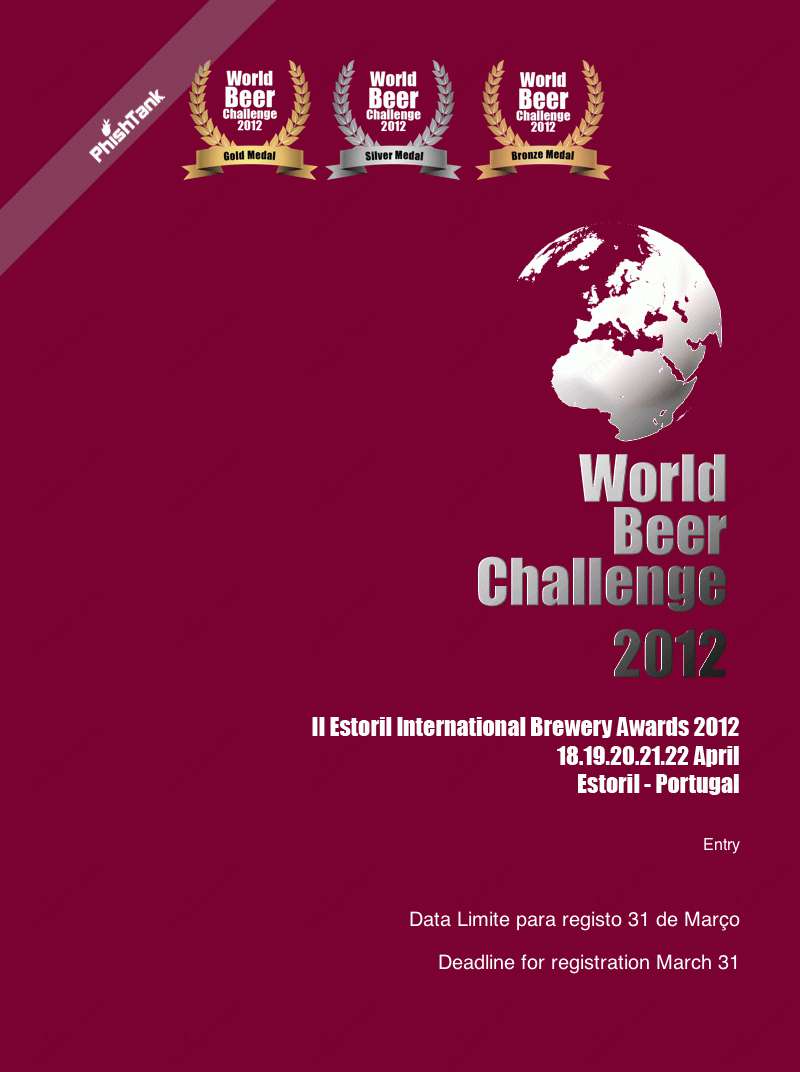 PhishTank
World
Beer
Challenge
2012
Gold Medal
World
Beer
Challenge
2012
Silver Medal
World
Beer
Challenge
2012
Bronze Medal
World
Beer
Challenge
2012
II Estoril International Brewery Awards 2012
18.19.20.21.22 April
Estoril - Portugal
Entry
Data Limite para registo 31 de Março
Deadline for registration March 31